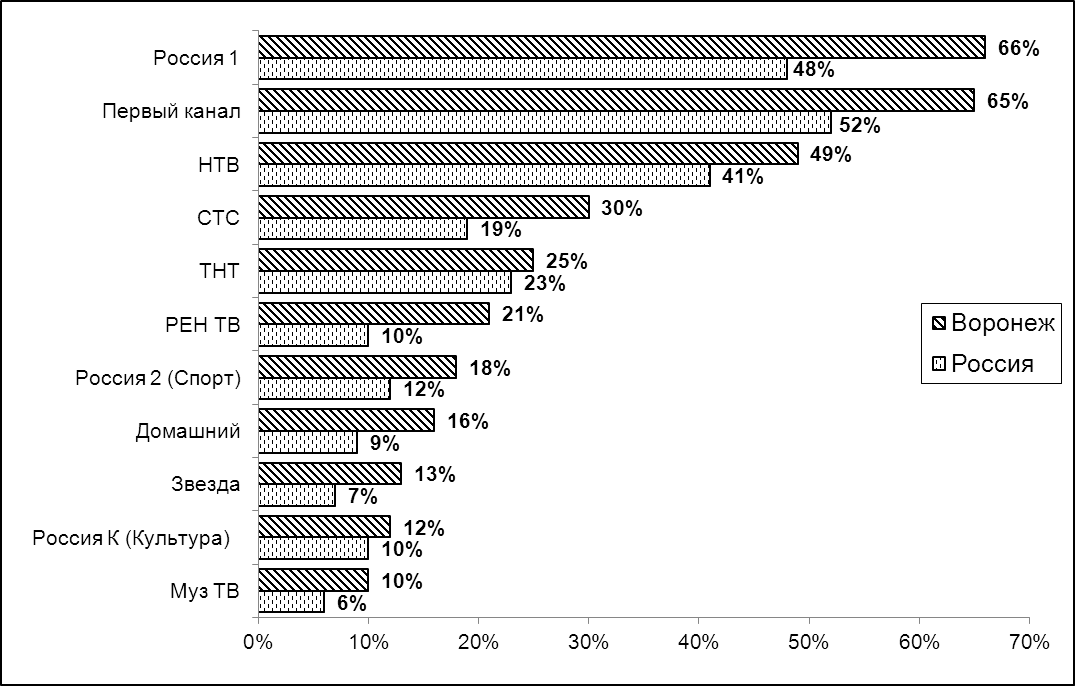 Россия 1
66%
48%
Первый канал
65%
52%
НТВ
49%
41%
СТС
30%
19%
ТНТ
25%
23%
РЕН ТВ
21%
10%
Россия 2 (Спорт)
18%
12%
Домашний
16%
9%
Звезда
13%
7%
Россия К (Культура)
12%
10%
Муз ТВ
10%
6%
0% 10% 20% 30% 40% 50% 60% 70%
Воронеж
Россия